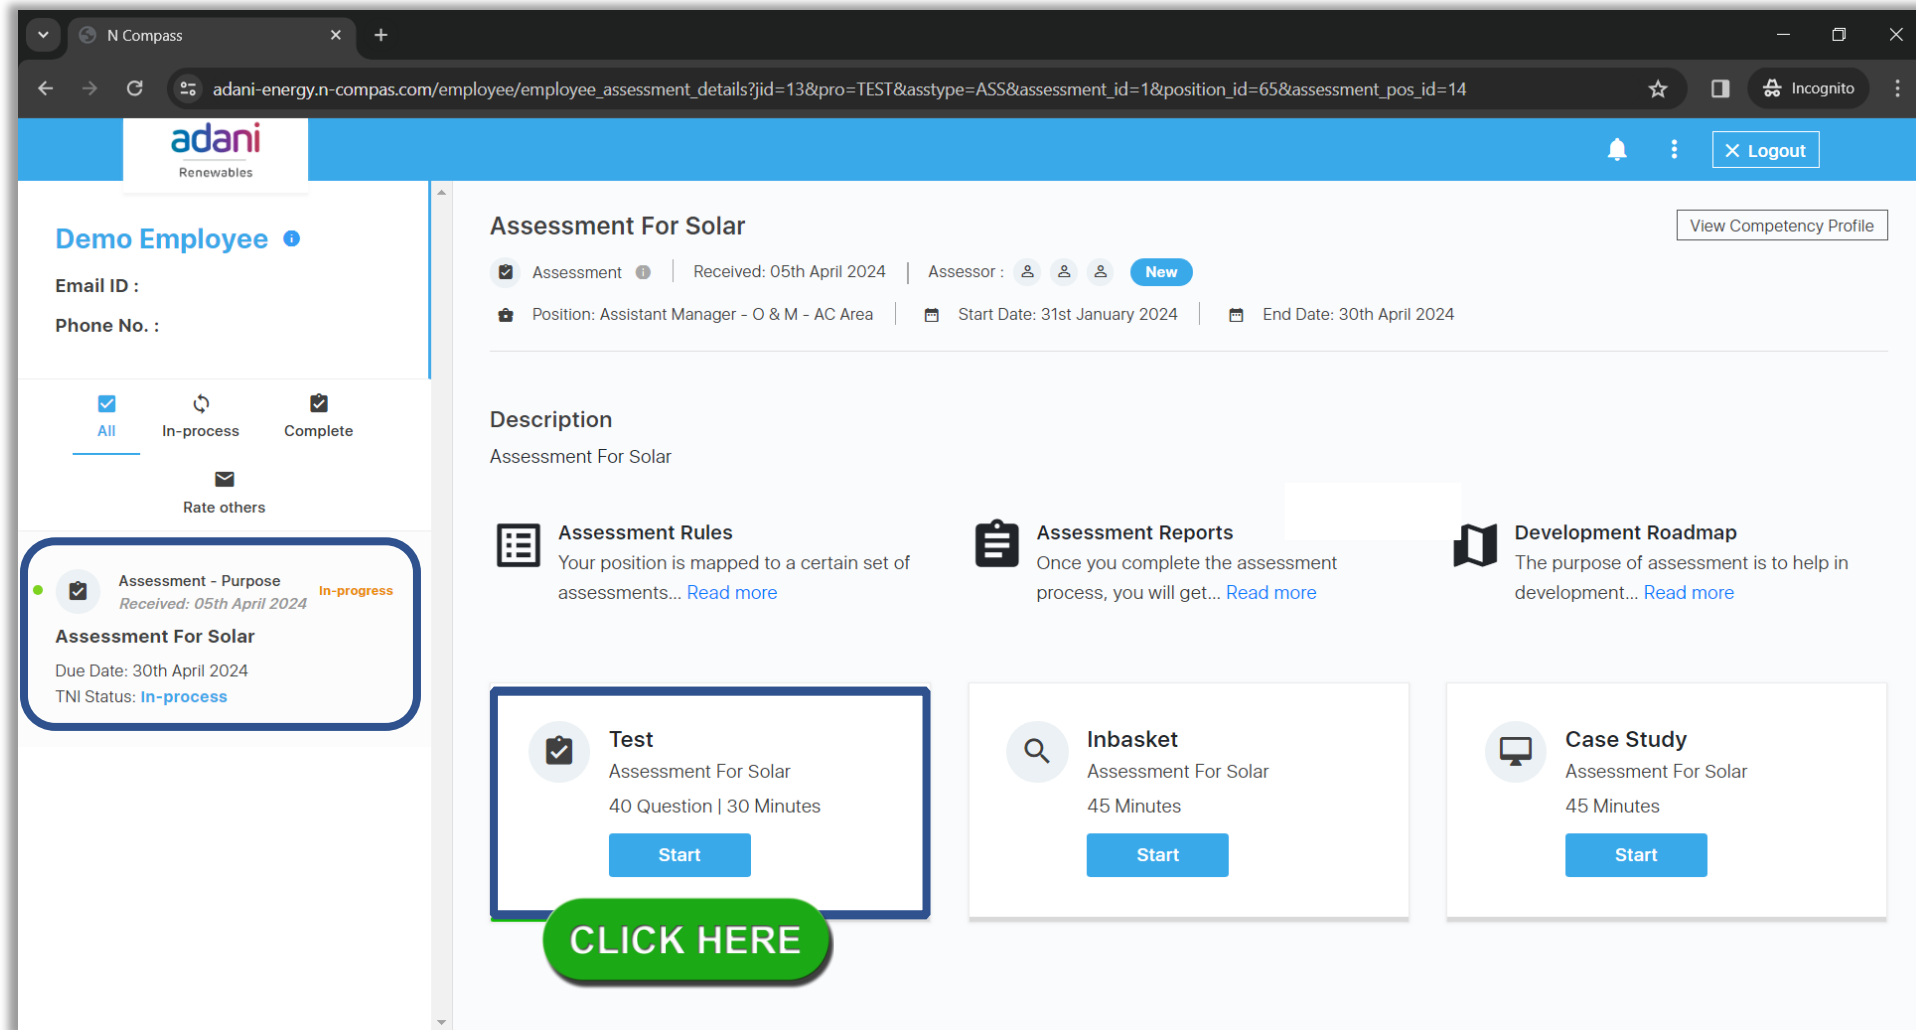 N Compass
adani-energy.n-compas.com/employee/employee_assessment_details?jid=13&pro=TEST&asstype=ASS&assessment_id=1&position_id=65&assessment_pos_id=14
Incognito
adani
Renewables
Logout
Demo Employee
Email ID :
Phone No. :
All
In-process
Complete
Rate others
Assessment - Purpose
Received: 05th April 2024
In-progress
Assessment For Solar
Due Date: 30th April 2024
TNI Status: In-process
Assessment For Solar
View Competency Profile
Assessment
Received: 05th April 2024
Assessor :
New
Position: Assistant Manager - O & M - AC Area
Start Date: 31st January 2024
End Date: 30th April 2024
Description
Assessment For Solar
Assessment Rules
Your position is mapped to a certain set of
assessments... Read more
Assessment Reports
Once you complete the assessment
process, you will get... Read more
Development Roadmap
The purpose of assessment is to help in
development... Read more
Test
Assessment For Solar
40 Question | 30 Minutes
Start
CLICK HERE
Inbasket
Assessment For Solar
45 Minutes
Start
Case Study
Assessment For Solar
45 Minutes
Start